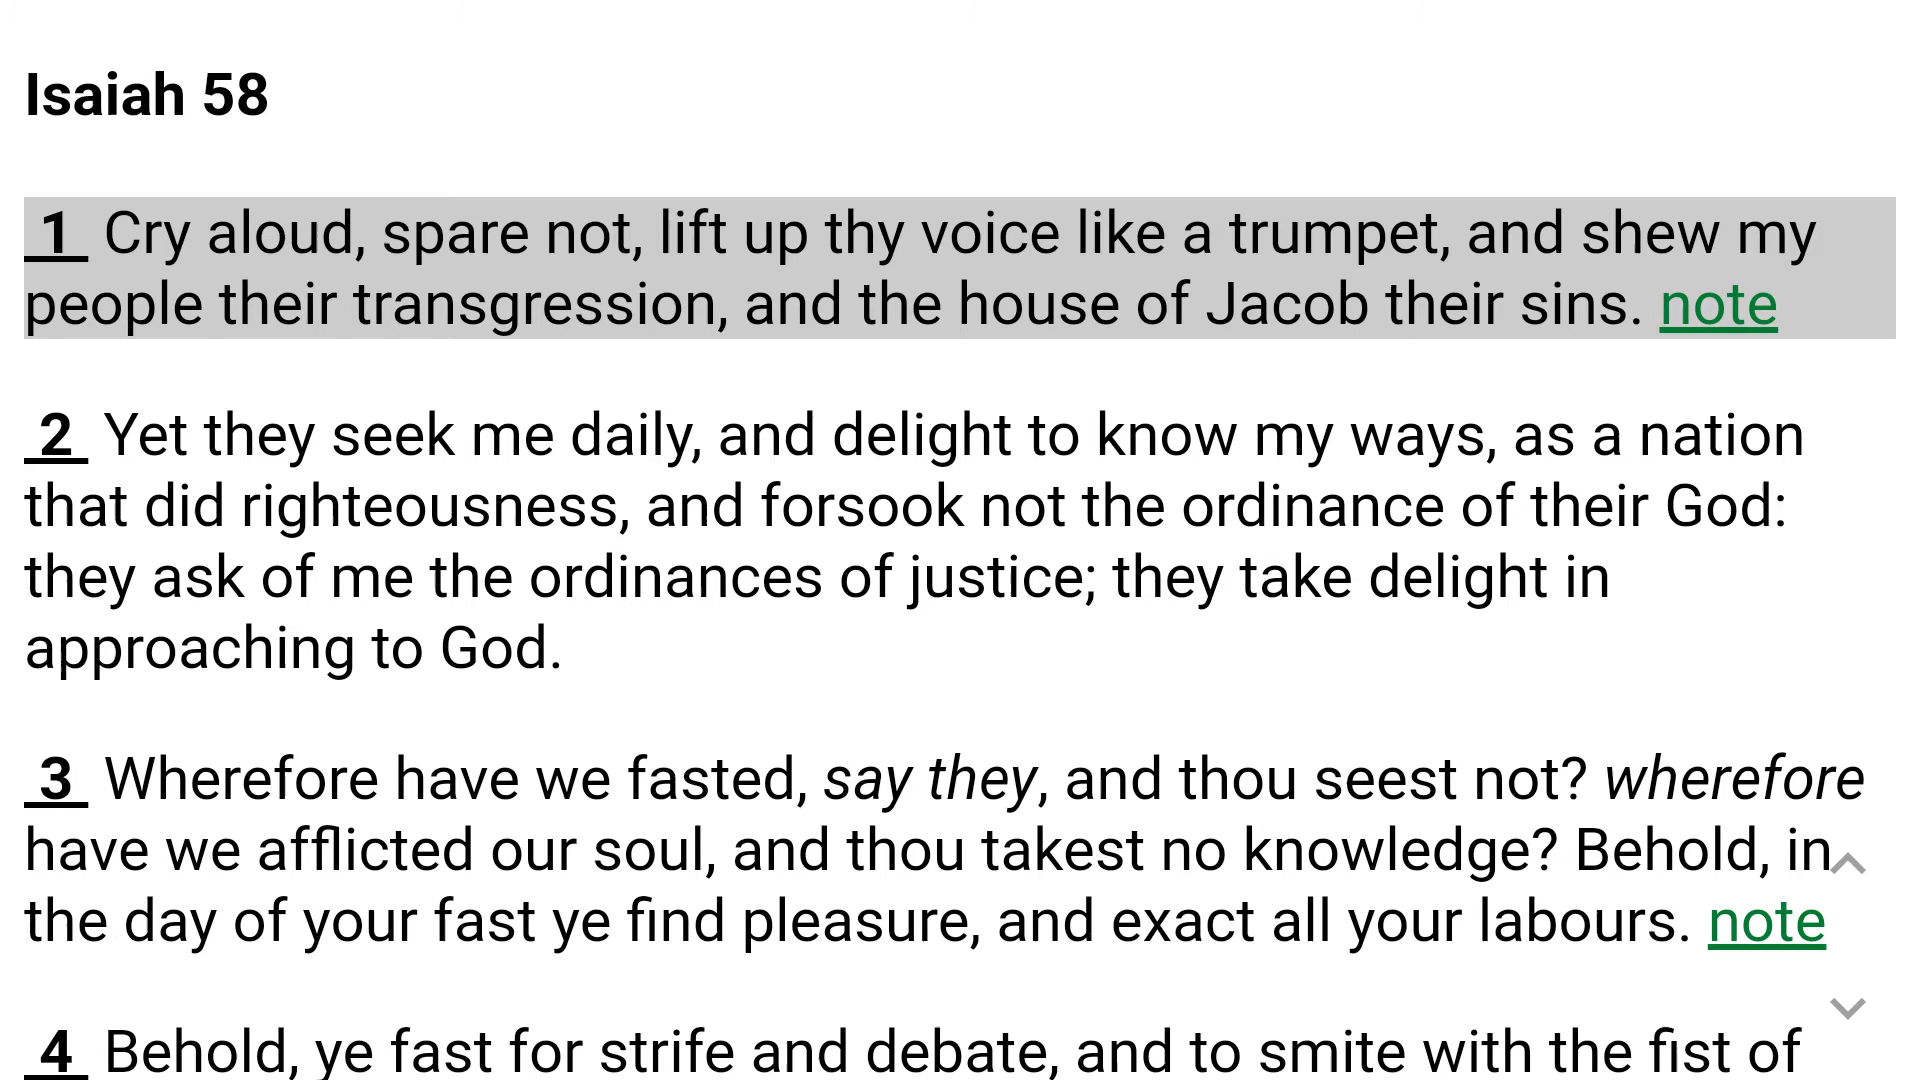 Isaiah 58
1 Cry aloud, spare not, lift up thy voice like a trumpet, and shew my
people their transgression, and the house of Jacob their sins. note
2 Yet they seek me daily, and delight to know my ways, as a nation
that did righteousness, and forsook not the ordinance of their God:
they ask of me the ordinances of justice; they take delight in
approaching to God.
3 Wherefore have we fasted, say they, and thou seest not? wherefore
have we afflicted our soul, and thou takest no knowledge? Behold, in
the day of your fast ye find pleasure, and exact all your labours. note
4 Behold, ye fast for strife and debate, and to smite with the fist of